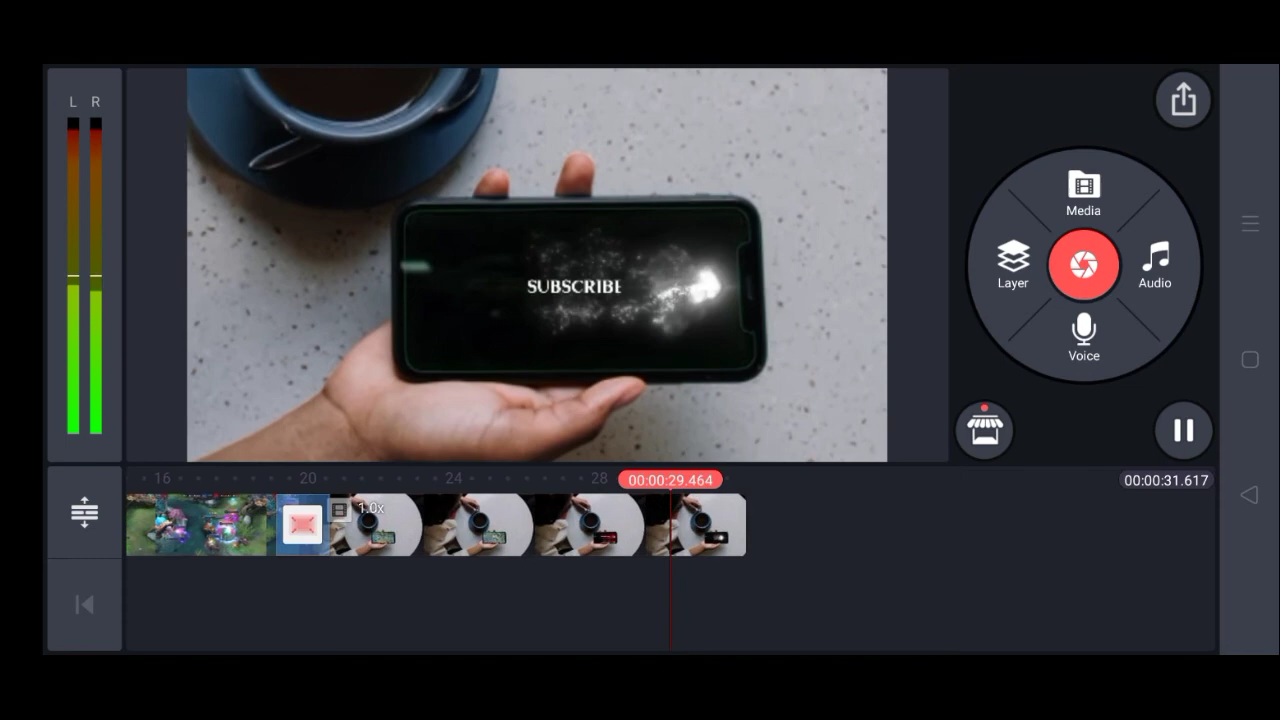 L R
SUBSCRIBE
Media
Layer
Audio
Voice
16 20 24 28 00:00:29.464 00:00:31.617
1.0x